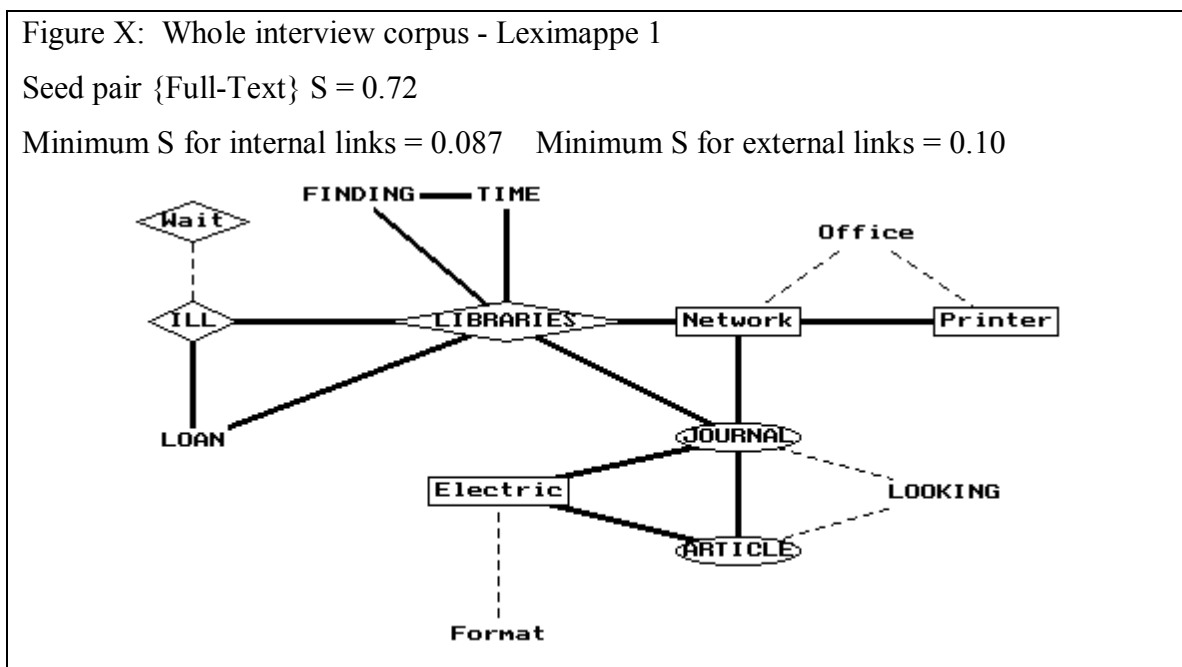 Figure X: Whole interview corpus - Leximappe 1
Seed pair {Full-Text} S = 0.72
Minimum S for internal links = 0.087 Minimum S for external links = 0.10
FINDING TIME
Wait
Office
ILL LIBRARIES Network Printer
LOAN JOURNAL
Electric LOOKING
ARTICLE
Format